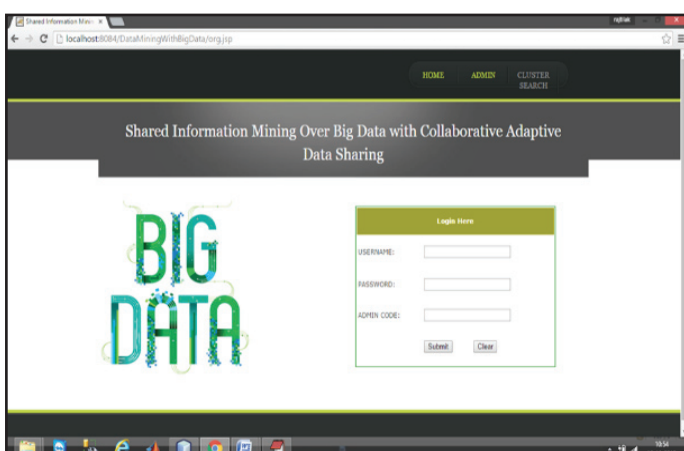 Shared Information Mini
localhost:8084/DataMiningWithBigData/org.jsp
HOME ADMIN CLUSTER
SEARCH
Shared Information Mining Over Big Data with Collaborative Adaptive
Data Sharing
BIG
DATA
Login Here
USERNAME:
PASSWORD:
ADMIN CODE:
Submit Clear
10:54